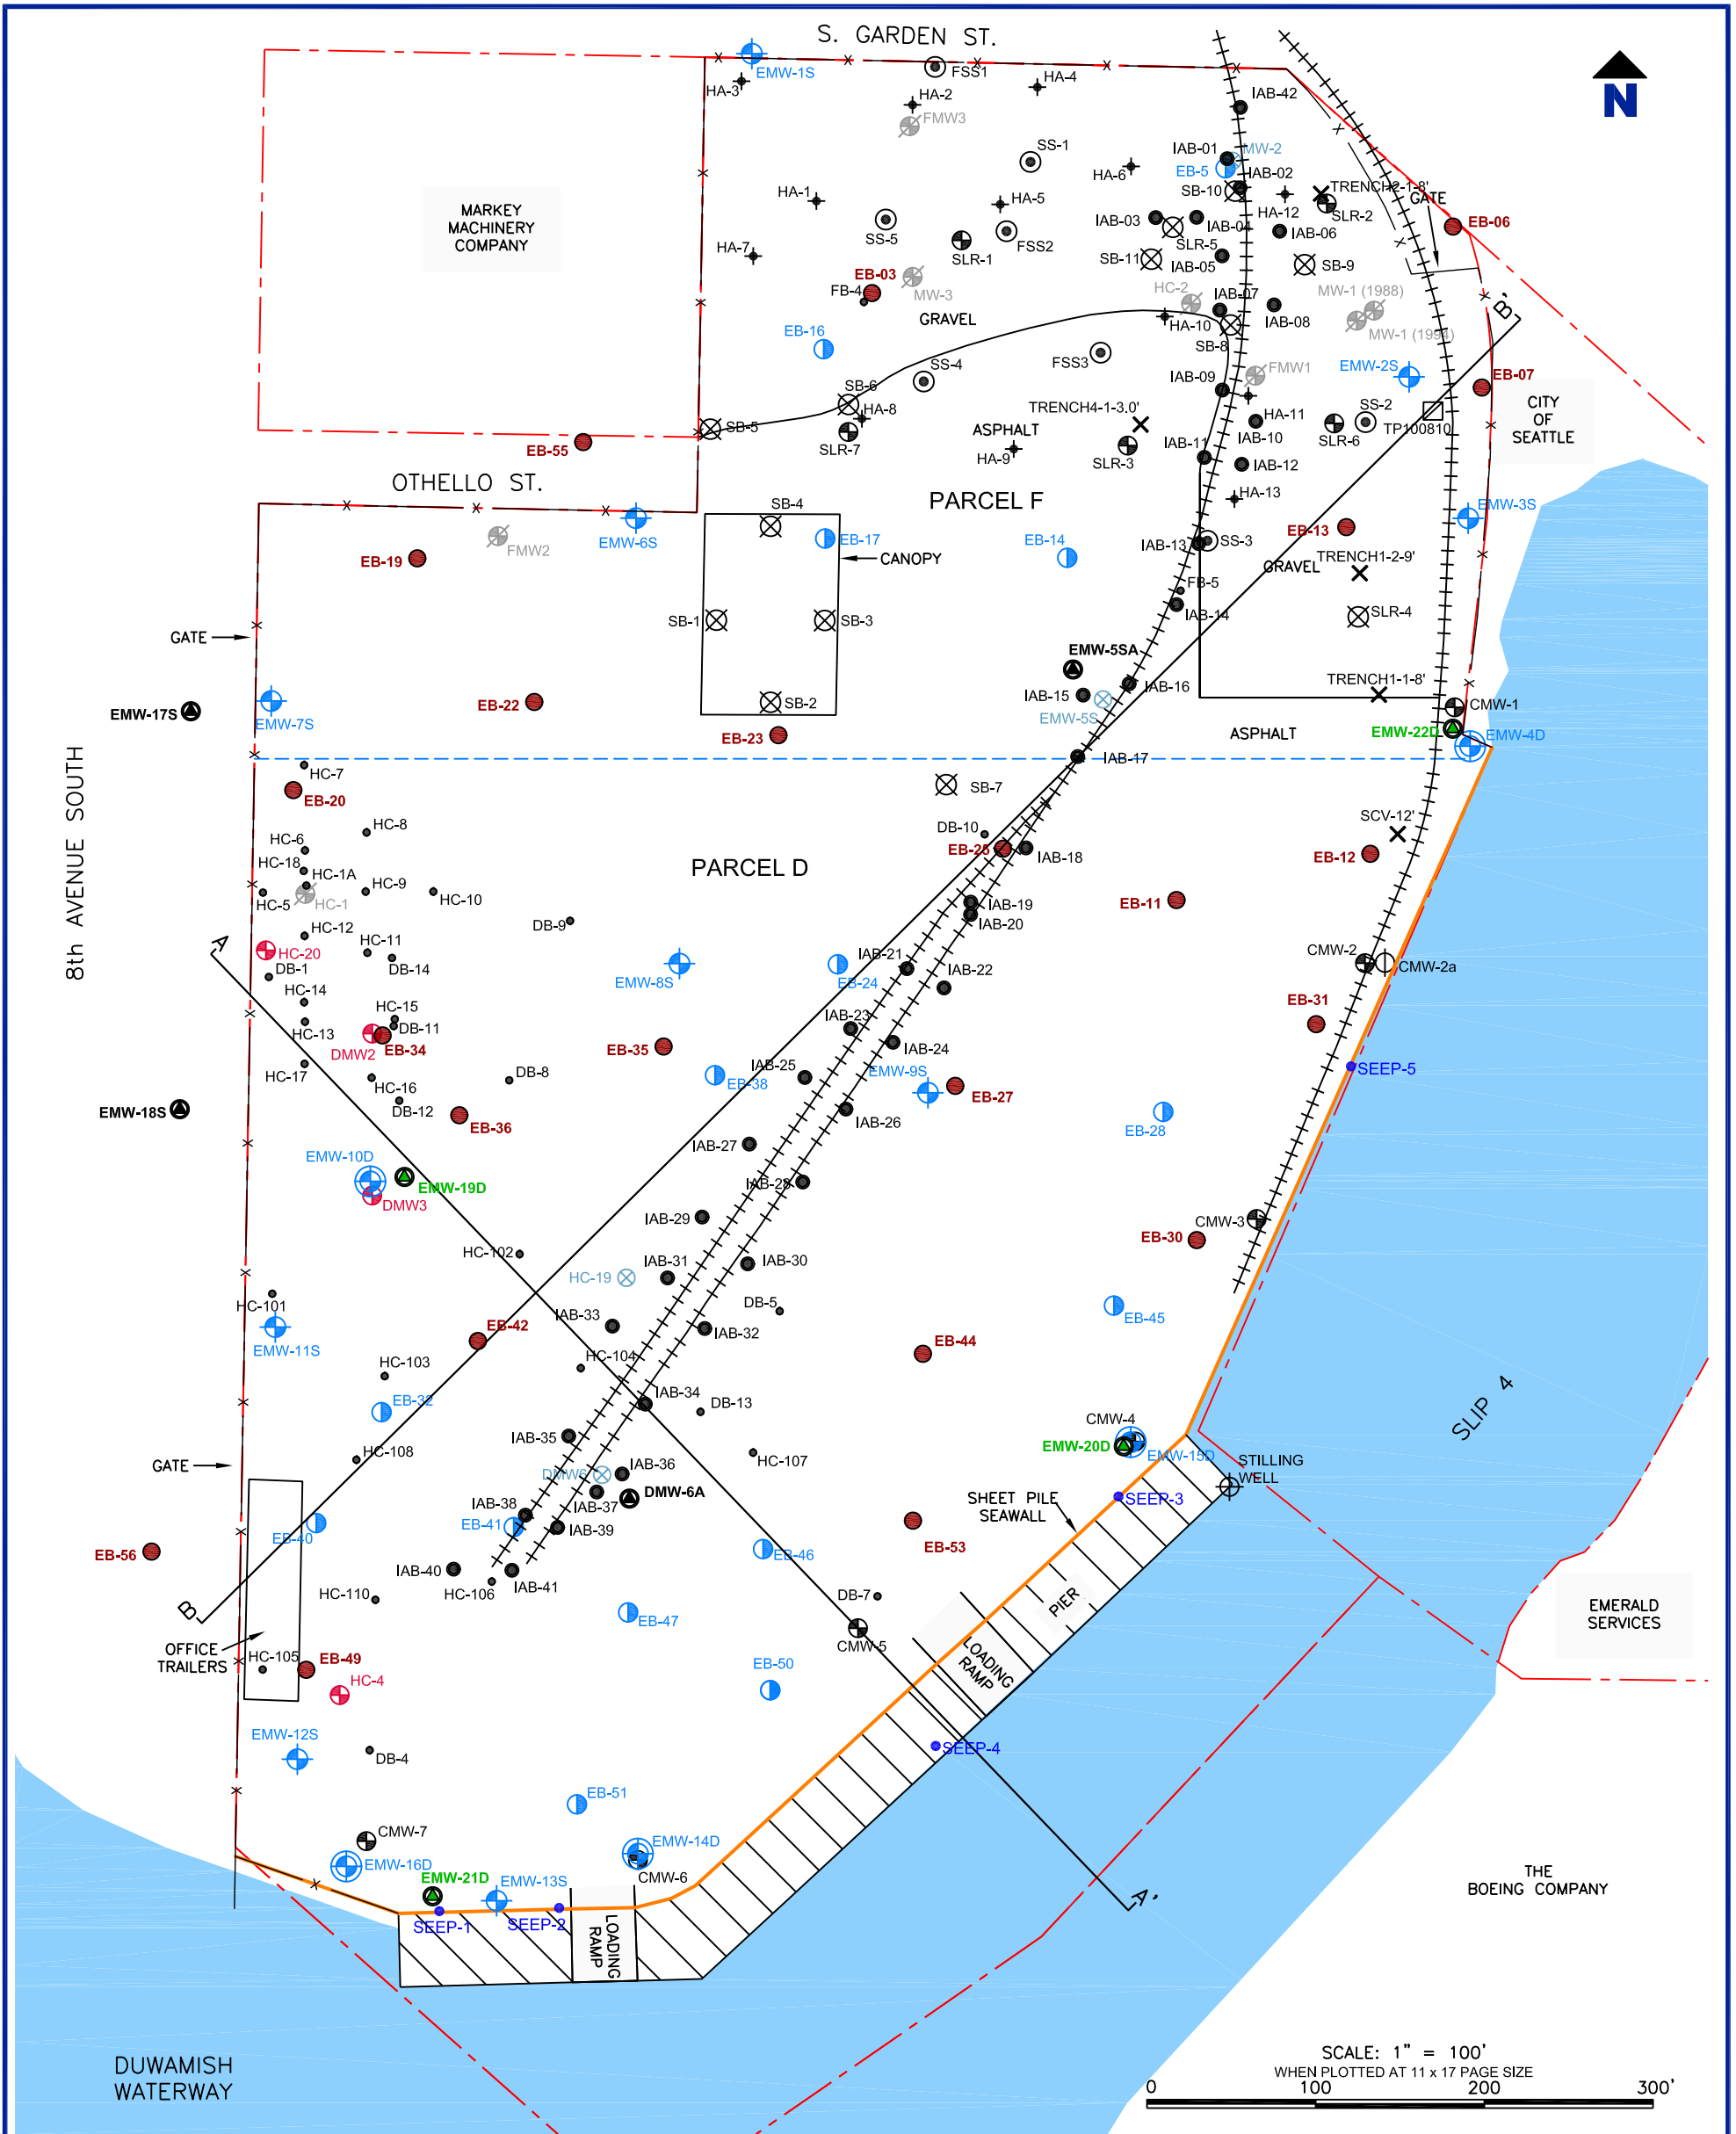 S. GARDEN ST.
N
EMW-1S
FSS1
HA-3
HA-4
HA-2
FMW3
IAB-42
SS-1
IAB-01
MW-2
HA-6
EB-5
IAB-02
SB-10
TRENCH2-1-8'
GATE
HA-1
HA-5
HA-12
SLR-2
MARKEY
MACHINERY
COMPANY
IAB-03
IAB-04
IAB-06
EB-06
SS-5
FSS2
SLR-5
HA-7
SLR-1
SB-11
IAB-05
SB-9
EB-03
FB-4
MW-3
HC-2
MW-1 (1988)
B'
IAB-07
GRAVEL
HA-10
IAB-08
MW-1 (1994)
EB-16
SB-8
SS-4
FSS3
FMW1
EMW-2S
SB-6
IAB-09
EB-07
HA-8
TRENCH4-1-3.0'
HA-11
SS-2
CITY
OF
SEATTLE
SB-5
ASPHALT
IAB-10
TP100810
SLR-7
HA-9
IAB-11
SLR-6
EB-55
SLR-3
IAB-12
OTHELLO ST.
PARCEL F
HA-13
SB-4
EMW-3S
EMW-6S
EB-13
FMW2
EB-17
EB-14
IAB-13
SS-3
EB-19
CANOPY
TRENCH1-2-9'
GRAVEL
FB-5
IAB-14
SB-1
SB-3
SLR-4
GATE
EMW-5SA
TRENCH1-1-8'
IAB-15
IAB-16
EMW-17S
EB-22
SB-2
EMW-5S
CMW-1
EMW-7S
EB-23
ASPHALT
EMW-22D
EMW-4D
IAB-17
HC-7
8th AVENUE SOUTH
EB-20
SB-7
SCV-12'
HC-8
DB-10
HC-6
EB-25
IAB-18
EB-12
HC-18
PARCEL D
HC-1A
HC-9
HC-10
HC-5
HC-1
IAB-19
EB-11
DB-9
IAB-20
HC-12
A
HC-11
HC-20
IAB-21
CMW-2
DB-1
DB-14
EMW-8S
EB-24
IAB-22
CMW-2a
HC-14
EB-31
HC-15
HC-13
DB-11
IAB-23
DMW2
EB-34
EB-35
IAB-24
HC-17
IAB-25
EMW-9S
SEEP-5
HC-16
DB-8
EB-38
EB-27
EMW-18S
DB-12
EB-36
IAB-26
EB-28
IAB-27
EMW-10D
IAB-28
EMW-19D
DMW3
IAB-29
CMW-3
EB-30
HC-102
IAB-31
IAB-30
HC-19
HC-101
DB-5
EB-45
IAB-33
EB-42
IAB-32
EMW-11S
EB-44
HC-103
HC-104
SLIP 4
IAB-34
EB-32
DB-13
CMW-4
IAB-35
EMW-20D
HC-108
HC-107
EMW-15D
STILLING
WELL
GATE
IAB-36
DMW6
DMW-6A
SEEP-3
IAB-37
SHEET PILE
SEAWALL
IAB-38
EB-41
IAB-39
EB-40
EB-53
EB-56
EB-46
IAB-40
HC-106
IAB-41
DB-7
HC-110
PIER
EMERALD
SERVICES
B
EB-47
CMW-5
OFFICE
TRAILERS
LOADING
RAMP
HC-105
EB-49
EB-50
HC-4
EMW-12S
DB-4
SEEP-4
EB-51
CMW-7
EMW-14D
EMW-16D
CMW-6
EMW-21D
EMW-13S
THE
BOEING COMPANY
A'
SEEP-1
SEEP-2
LOADING
RAMP
SCALE: 1" = 100'
DUWAMISH
WATERWAY
WHEN PLOTTED AT 11 x 17 PAGE SIZE
0 100 200 300'